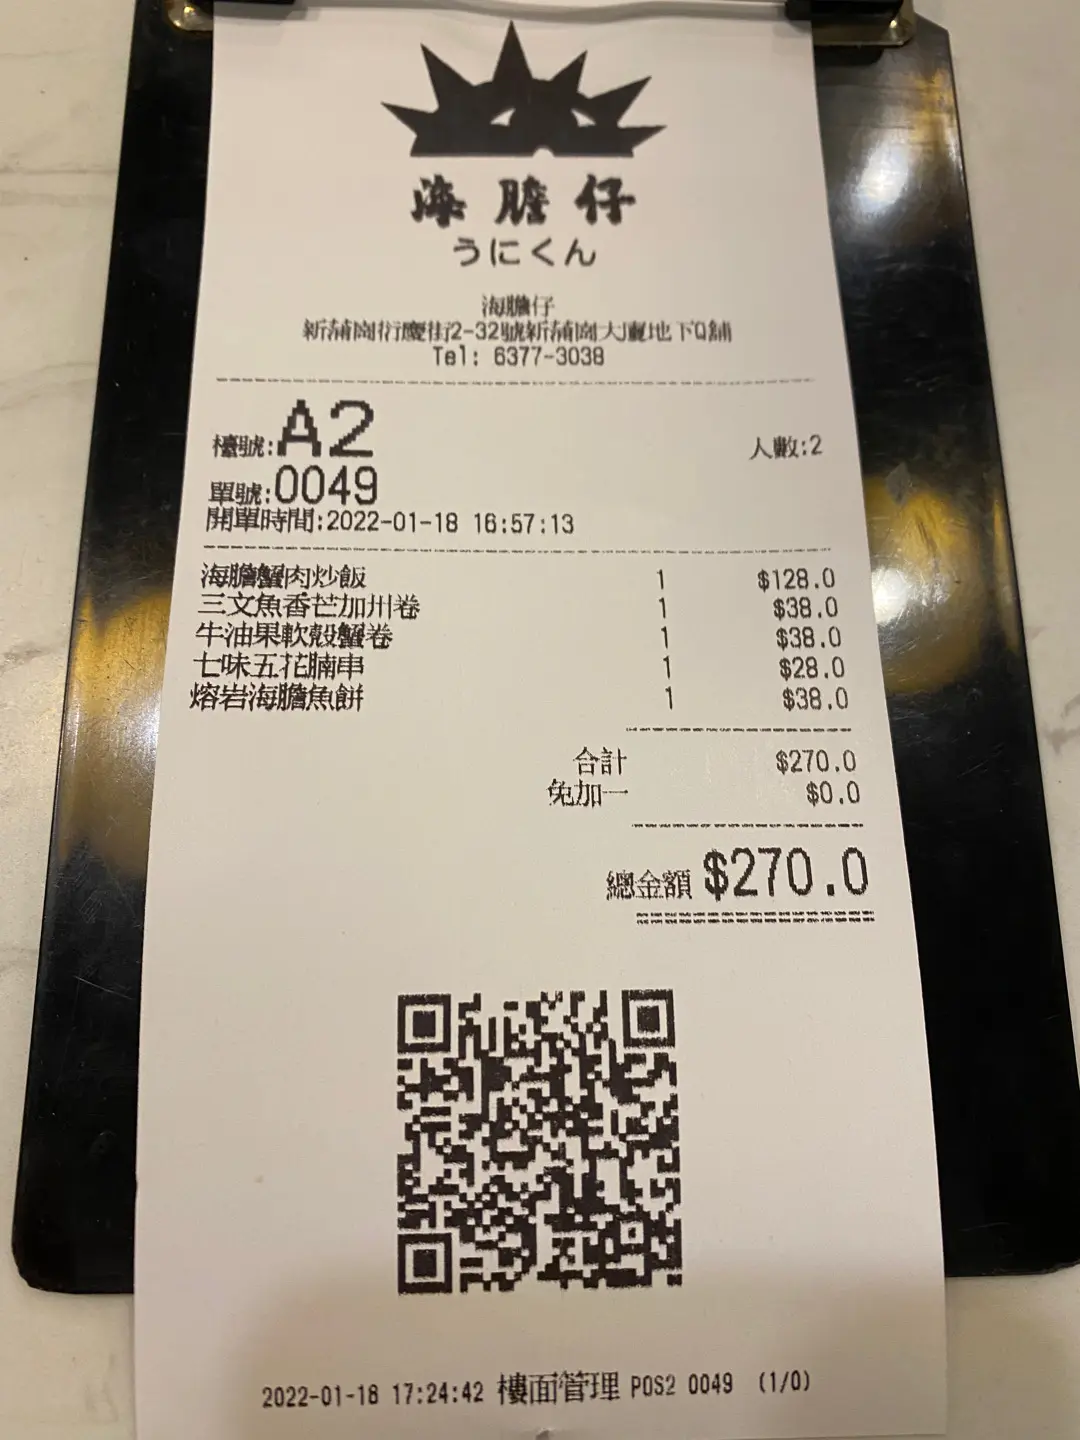 海膽仔
うにくん
海膽仔
新蒲崗衍慶街2-32號新蒲崗大廈地下Q舖
Tel: 6377-3038
檯號:A2 人數:2
單號:0049
開單時間:2022-01-18 16:57:13
海膽蟹肉炒飯 1 $128.0
三文魚香芒加州卷 1 $38.0
牛油果軟殼蟹卷 1 $38.0
七味五花腩串 1 $28.0
熔岩海膽魚餅 1 $38.0
合計 $270.0
免加一 $0.0
總金額 $270.0
2022-01-18 17:24:42 樓面管理 POS2 0049 (1/0)